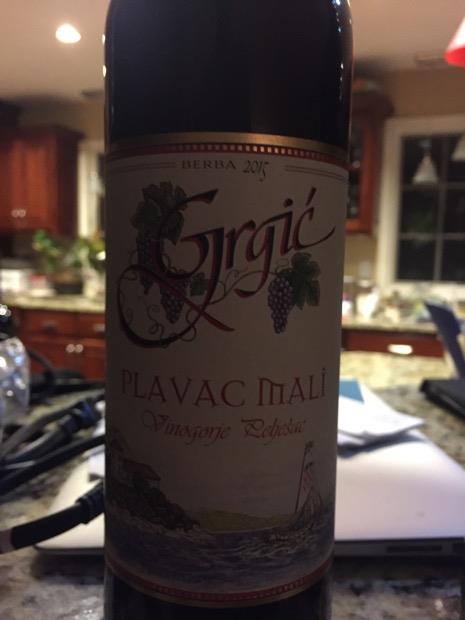 BERBA 2015
Grgić
PLAVAC MALI
Vinogorje Pelješac